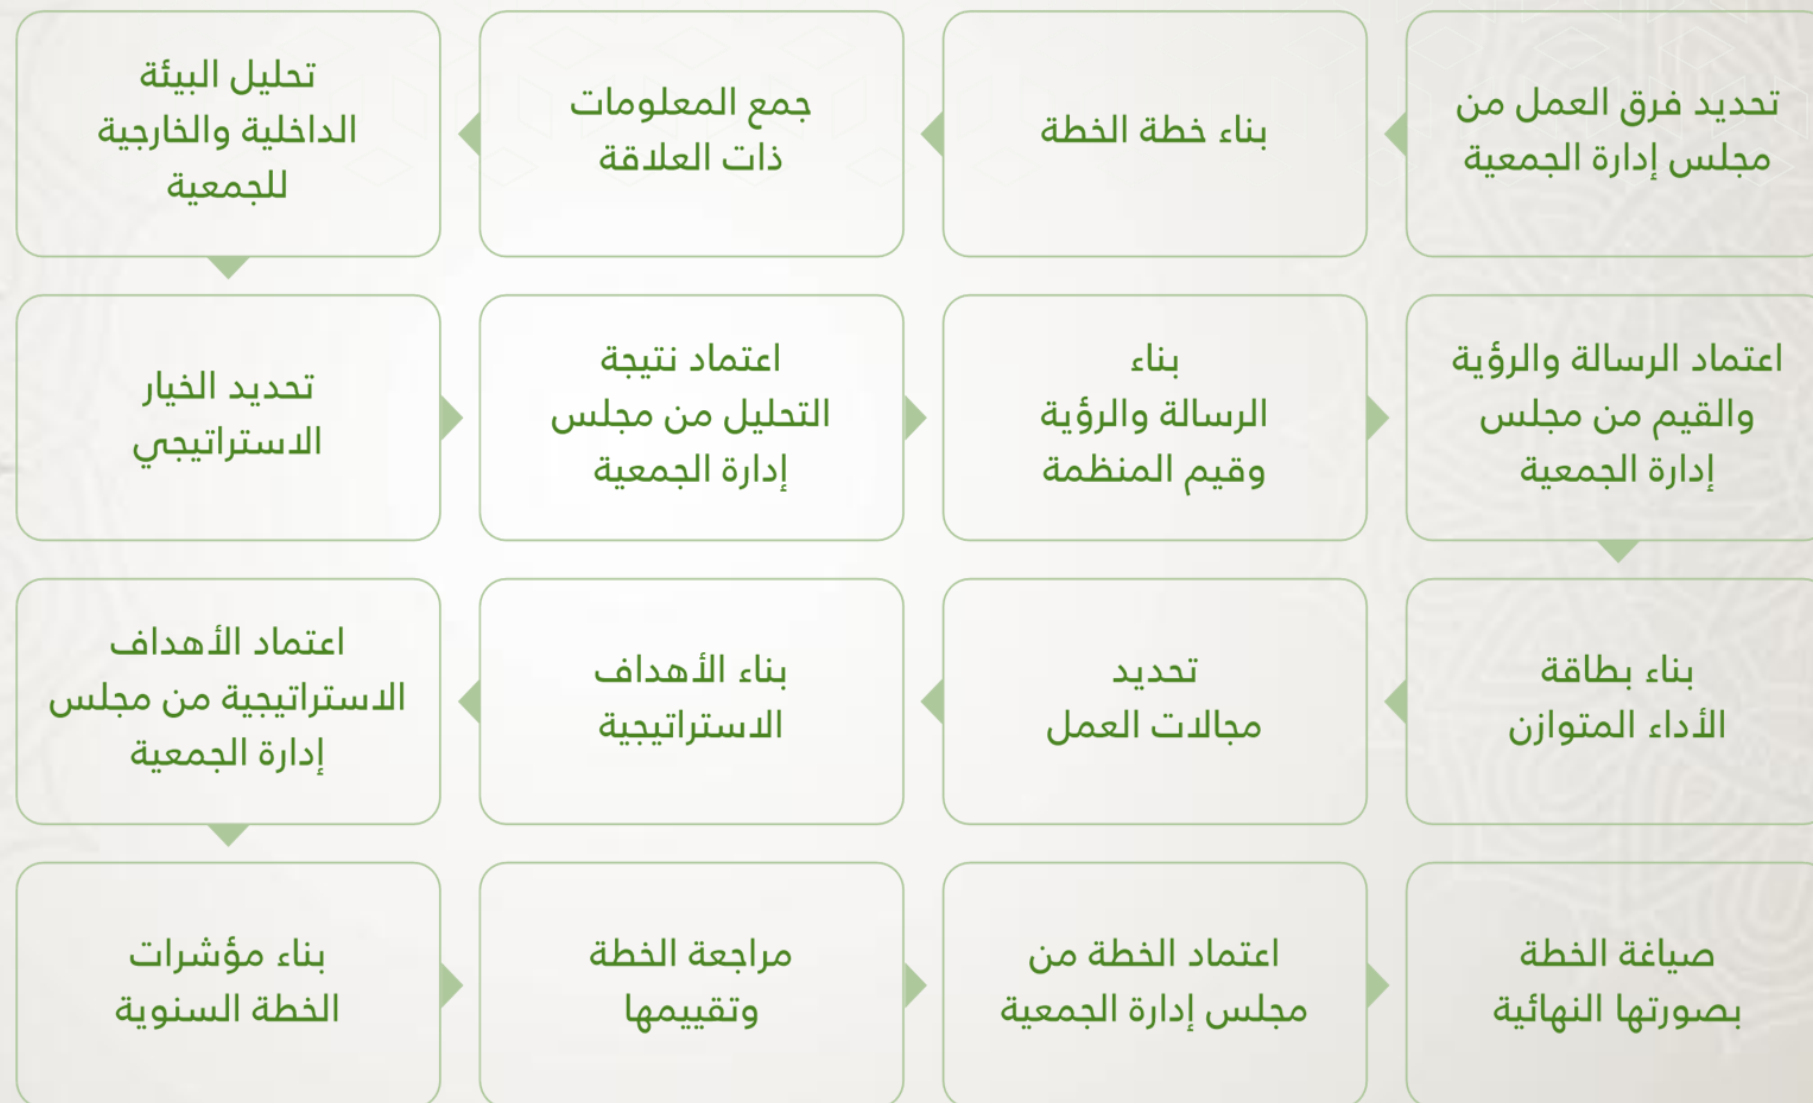 تحديد فرق العمل من
مجلس إدارة الجمعية
بناء خطة الخطة
جمع المعلومات
ذات العلاقة
تحليل البيئة
الداخلية والخارجية
للجمعية
تحديد الخيار
الاستراتيجي
اعتماد نتيجة
التحليل من مجلس
إدارة الجمعية
بناء
الرسالة والرؤية
وقيم المنظمة
اعتماد الرسالة والرؤية
والقيم من مجلس
إدارة الجمعية
بناء بطاقة
الأداء المتوازن
تحديد
مجالات العمل
بناء الأهداف
الاستراتيجية
اعتماد الأهداف
الاستراتيجية من مجلس
إدارة الجمعية
بناء مؤشرات
الخطة السنوية
مراجعة الخطة
وتقييمها
اعتماد الخطة من
مجلس إدارة الجمعية
صياغة الخطة
بصورتها النهائية